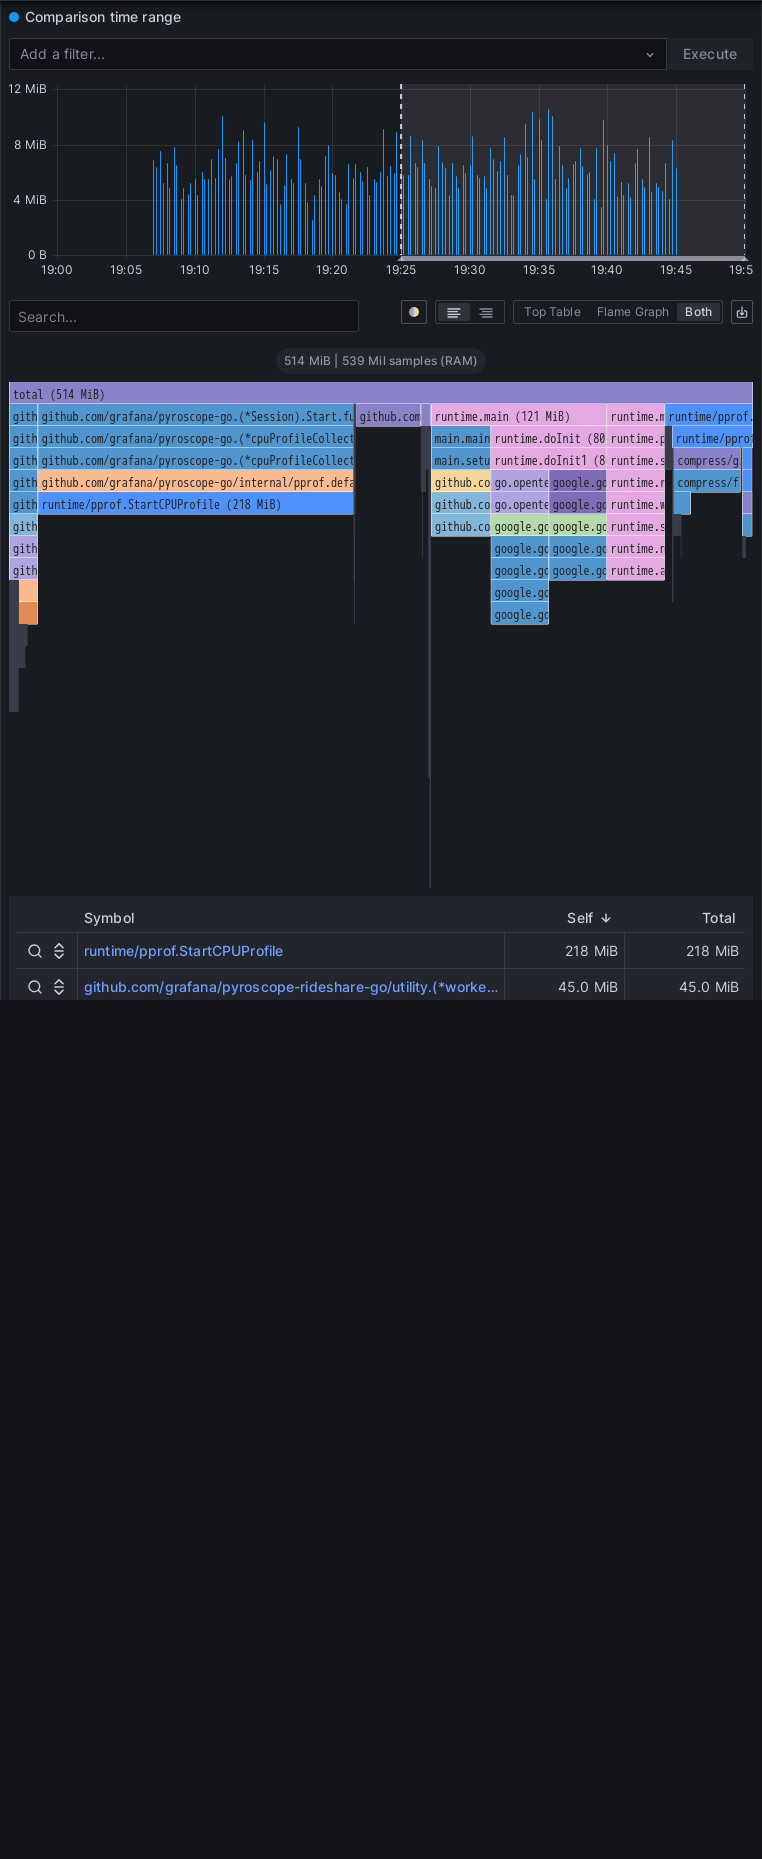 Comparison time range
Add a filter...
Execute
12 MiB
8 MiB
4 MiB
0 B
19:00 19:05 19:10 19:15 19:20 19:25 19:30 19:35 19:40 19:45 19:5
Search...
Top Table Flame Graph Both
514 MiB | 539 Mil samples (RAM)
total (514 MiB)
gith github.com/grafana/pyroscope-go.(*Session).Start.fu github.com runtime.main (121 MiB) runtime.m runtime/pprof.
gith github.com/grafana/pyroscope-go.(*cpuProfileCollect main.main runtime.doInit (80 runtime.p runtime/pprof
gith github.com/grafana/pyroscope-go.(*cpuProfileCollect main.setu runtime.doInit1 (8 runtime.s compress/g
gith github.com/grafana/pyroscope-go/internal/pprof.defa github.co go.opente google.go runtime.r compress/f
gith runtime/pprof.StartCPUProfile (218 MiB) github.co go.opente google.go runtime.w
gith github.co google.go google.go runtime.s
gith google.go google.go runtime.n
gith google.go google.go runtime.a
google.go
google.go
Symbol Self Total
runtime/pprof.StartCPUProfile 218 MiB 218 MiB
github.com/grafana/pyroscope-rideshare-go/utility.(*worke... 45.0 MiB 45.0 MiB